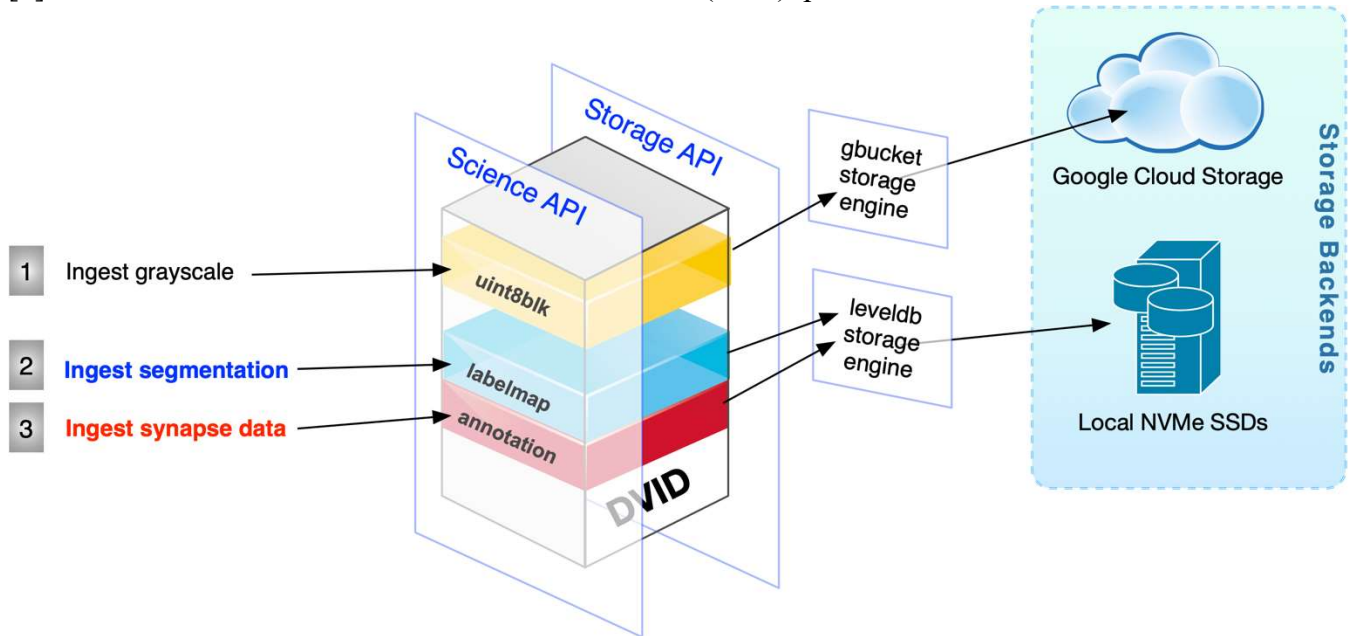 Storage API
Science API
gbucket
storage
engine
Google Cloud Storage
Storage Backends
1
Ingest grayscale
uint8blk
leveldb
storage
engine
2
Ingest segmentation
labelmap
3
Ingest synapse data
annotation
Local NVMe SSDs
DVID